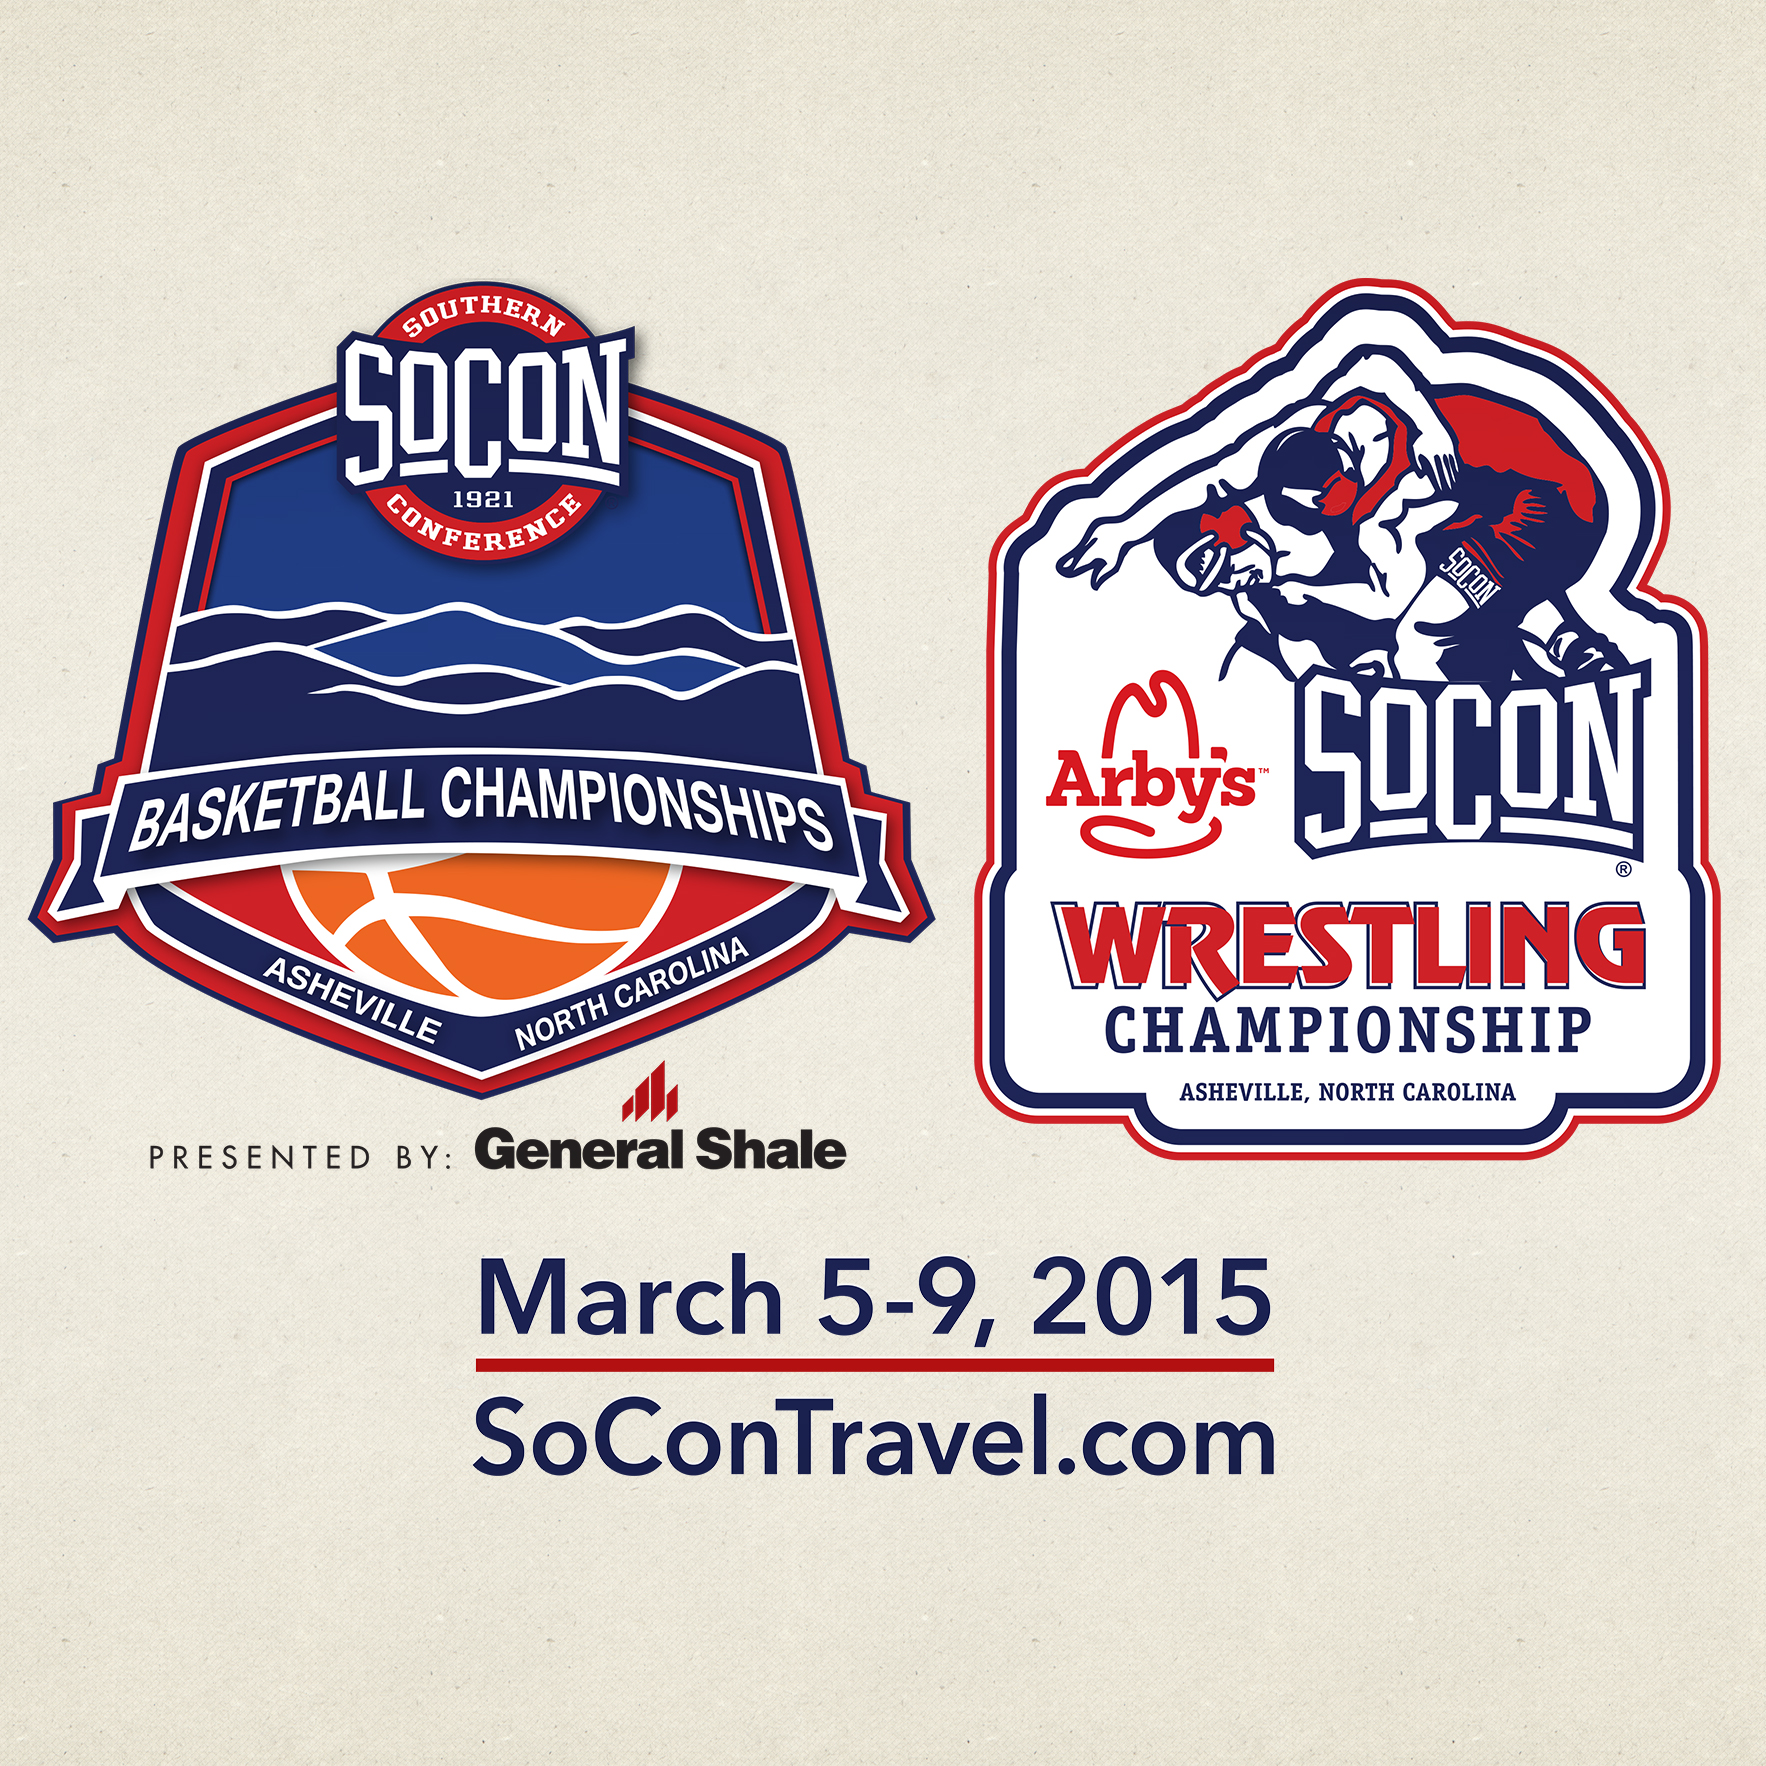 SOUTHERN
SOCON
1921
CONFERENCE
BASKETBALL CHAMPIONSHIPS
ASHEVILLE NORTH CAROLINA
PRESENTED BY: General Shale
SOCON
Arby's™ SOCON
®
WRESTLING
CHAMPIONSHIP
ASHEVILLE, NORTH CAROLINA
March 5-9, 2015
SoConTravel.com